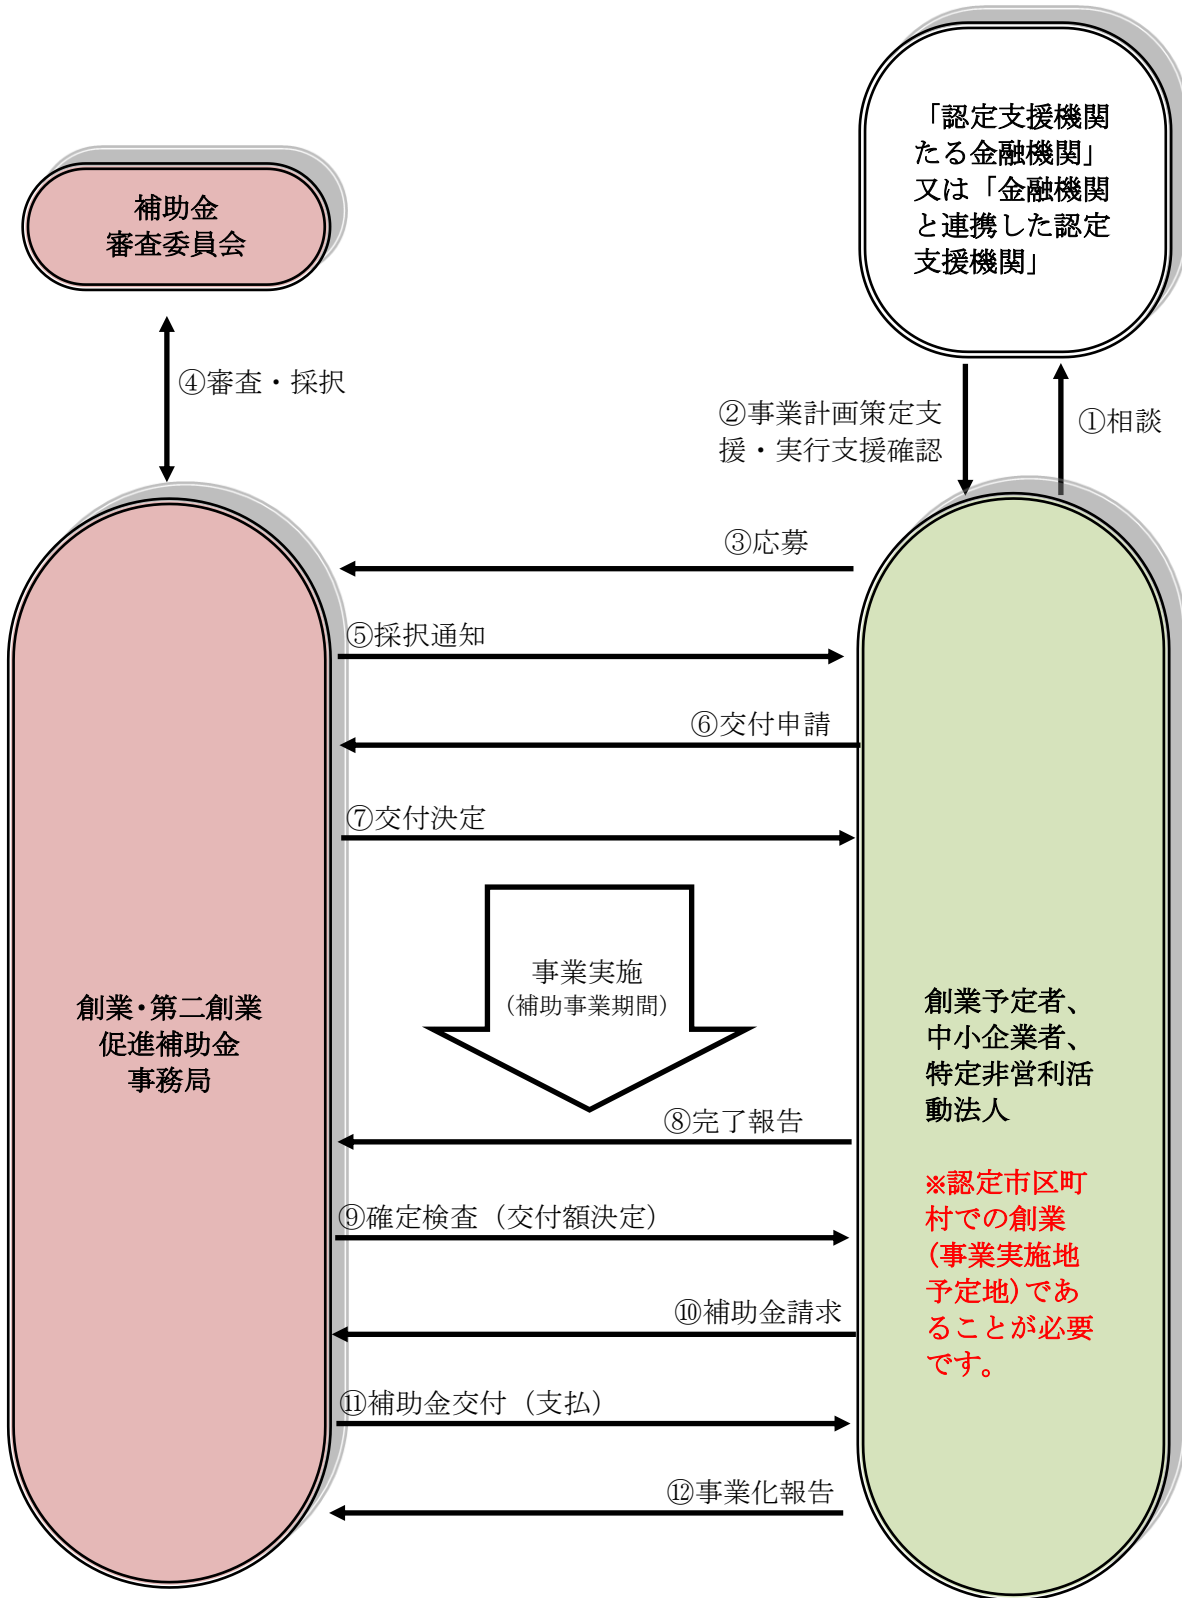 「認定支援機関
たる金融機関」
又は「金融機関
と連携した認定
支援機関」
補助金
審査委員会
④審査・採択
②事業計画策定支
援・実行支援確認
①相談
③応募
⑤採択通知
⑥交付申請
⑦交付決定
事業実施
(補助事業期間)
創業・第二創業
促進補助金
事務局
創業予定者、
中小企業者、
特定非営利活
動法人
※認定市区町
村での創業
(事業実施地
予定地)であ
ることが必要
です。
⑧完了報告
⑨確定検査（交付額決定）
⑩補助金請求
⑪補助金交付（支払）
⑫事業化報告